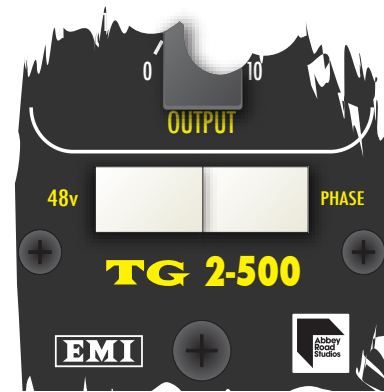 0 10
OUTPUT
48v PHASE
TG 2-500
EMI
Abbey
Road
Studios